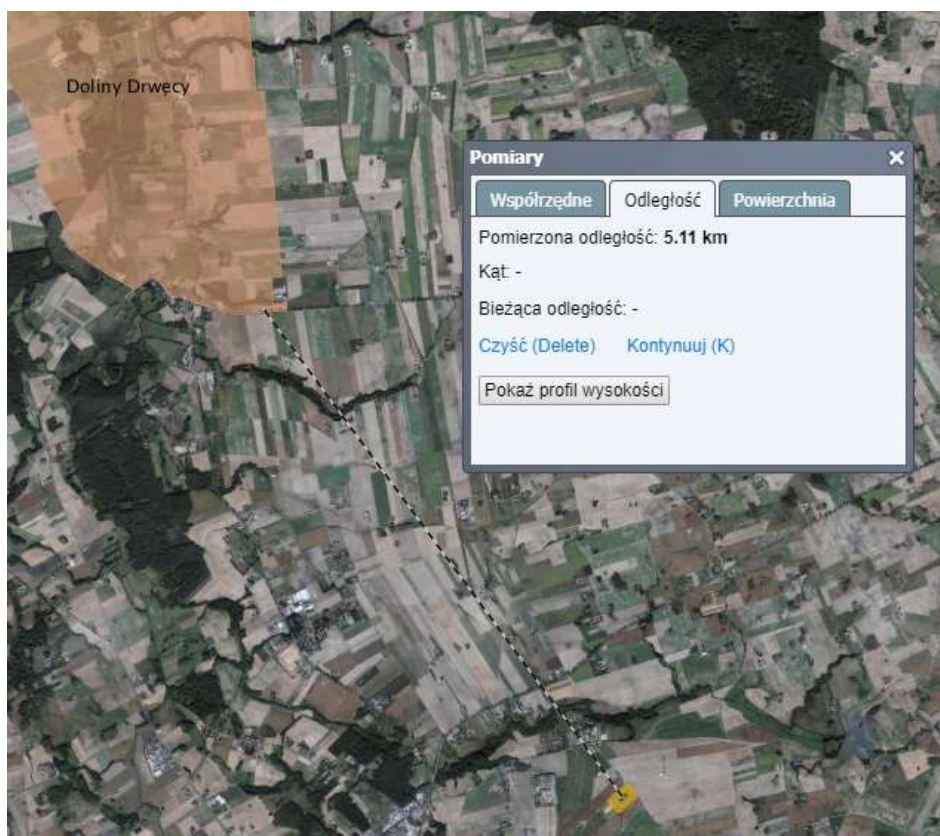 Doliny Drwęcy
Pomiary
Współrzędne Odległość Powierzchnia
Pomierzona odległość: 5.11 km
Kąt: -
Bieżąca odległość: -
Czyść (Delete) Kontynuuj (K)
Pokaż profil wysokości